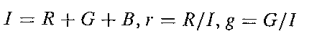 I = R + G + B, r = R/I, g = G/I